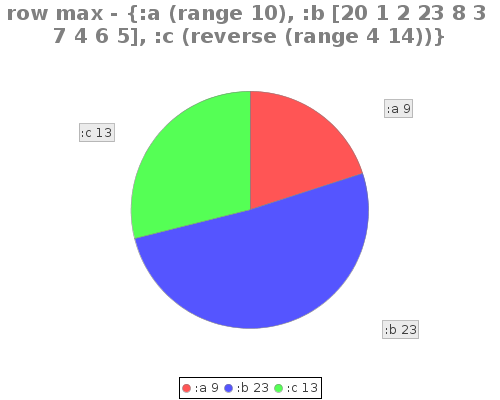 row max - {:a (range 10), :b [20 1 2 23 8 3
7 4 6 5], :c (reverse (range 4 14))}
:a 9
:c 13
:b 23
:a 9 :b 23 :c 13